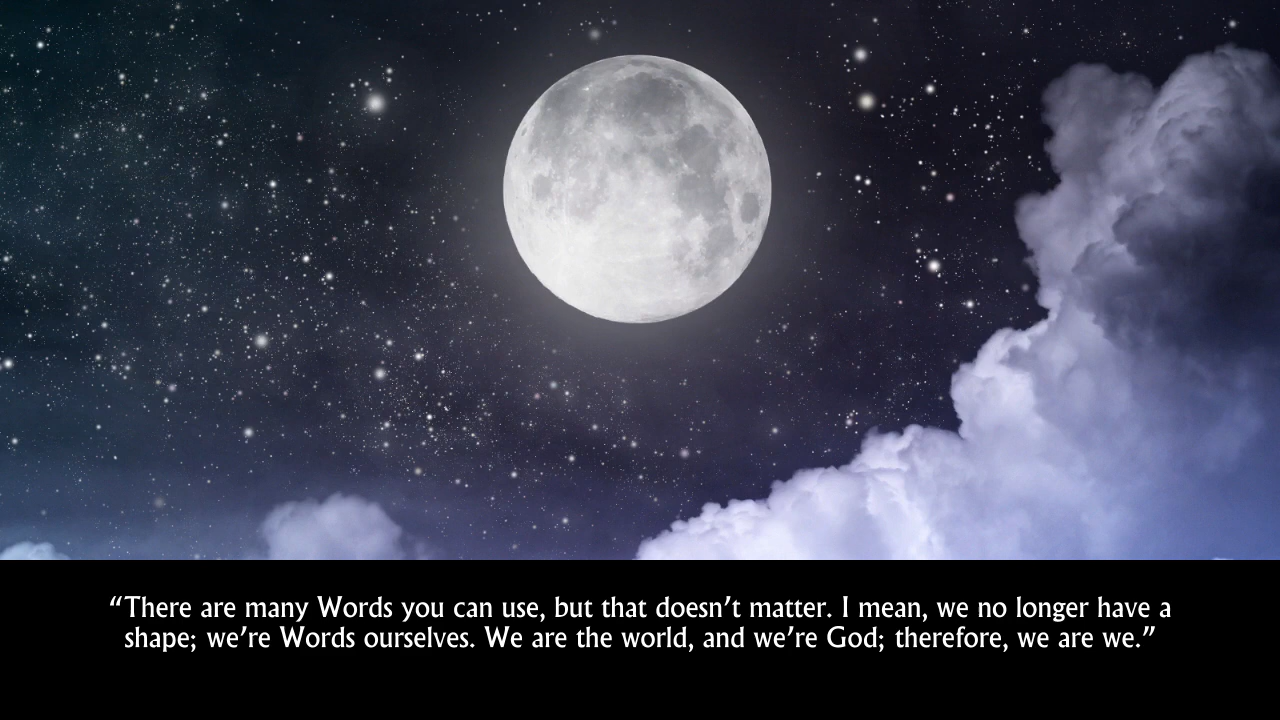 “There are many Words you can use, but that doesn’t matter. I mean, we no longer have a
shape; we’re Words ourselves. We are the world, and we’re God; therefore, we are we.”